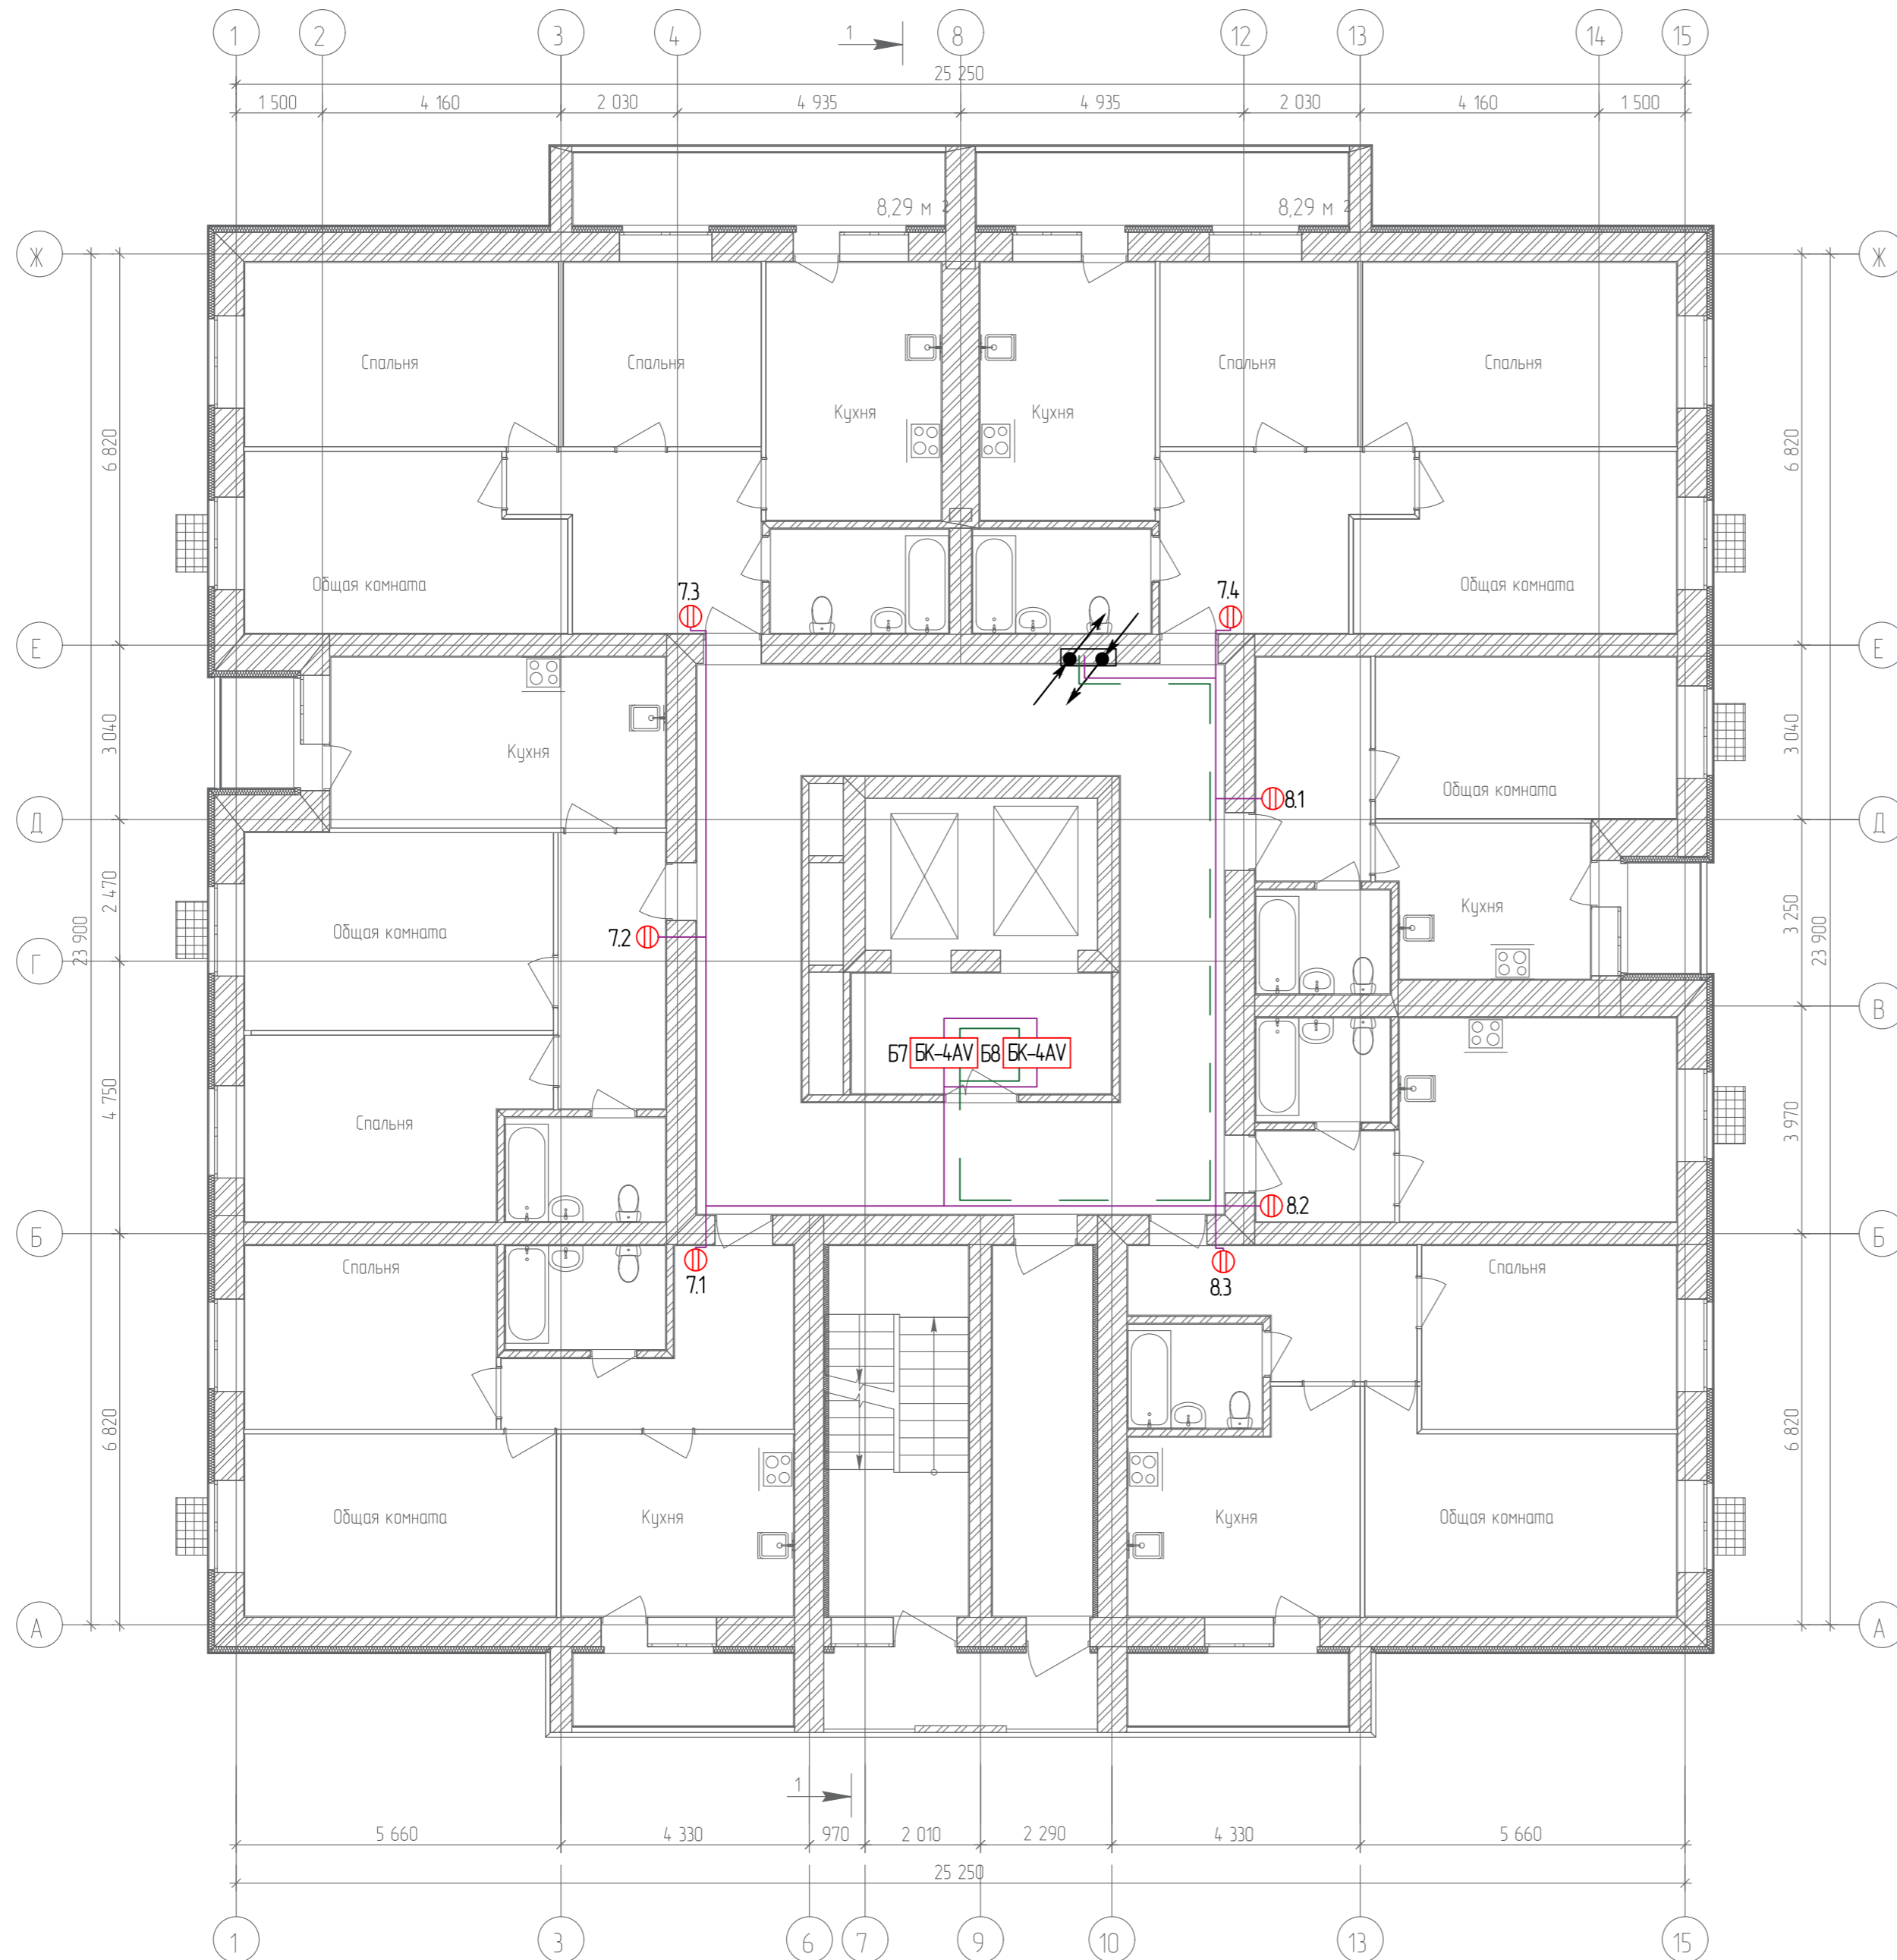 1 2 3 4 1 8 12 13 14 15
25 250
1 500 4 160 2 030 4 935 4 935 2 030 4 160 1 500
8,29 м 2 8,29 м 2
Ж Ж
Спальня Спальня Спальня Спальня
Кухня Кухня
6 820 6 820
Общая комната Общая комната
7.3 7.4
Е Е
3 040 3 040
Кухня
Общая комната 8.1
Д Д
2 470 3 250
Кухня
23 900 23 900
Общая комната
7.2
Г
В
Б7 БК-4AV Б8 БК-4AV
4 750 3 970
Спальня
8.2
Б Б
Спальня Спальня
7.1 8.3
6 820 6 820
Общая комната Кухня Кухня Общая комната
А А
1
5 660 4 330 970 2 010 2 290 4 330 5 660
25 250
1 3 6 7 9 10 13 15